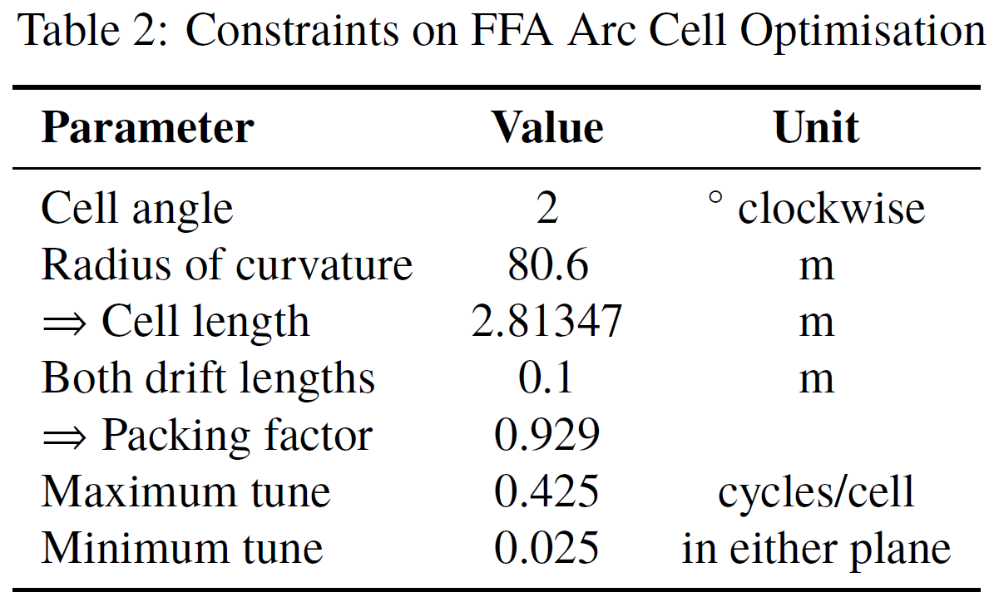 Table 2: Constraints on FFA Arc Cell Optimisation
Parameter Value Unit
Cell angle 2 ° clockwise
Radius of curvature 80.6 m
⇒ Cell length 2.81347 m
Both drift lengths 0.1 m
⇒ Packing factor 0.929
Maximum tune 0.425 cycles/cell
Minimum tune 0.025 in either plane